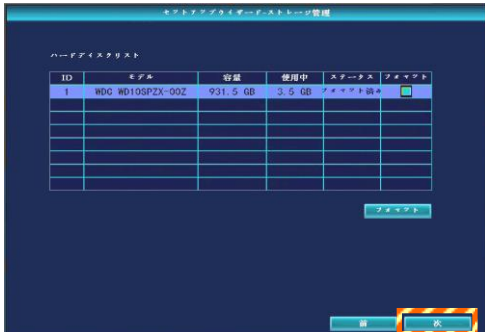 セットアップウィザード-ストレージ管理
ハードディスクリスト
ID モデル 容量 使用中 ステータス フォーマット
1 WDC WD10SPZX-00Z 931.5 GB 3.5 GB フォーマット済み
フォーマット
前 次